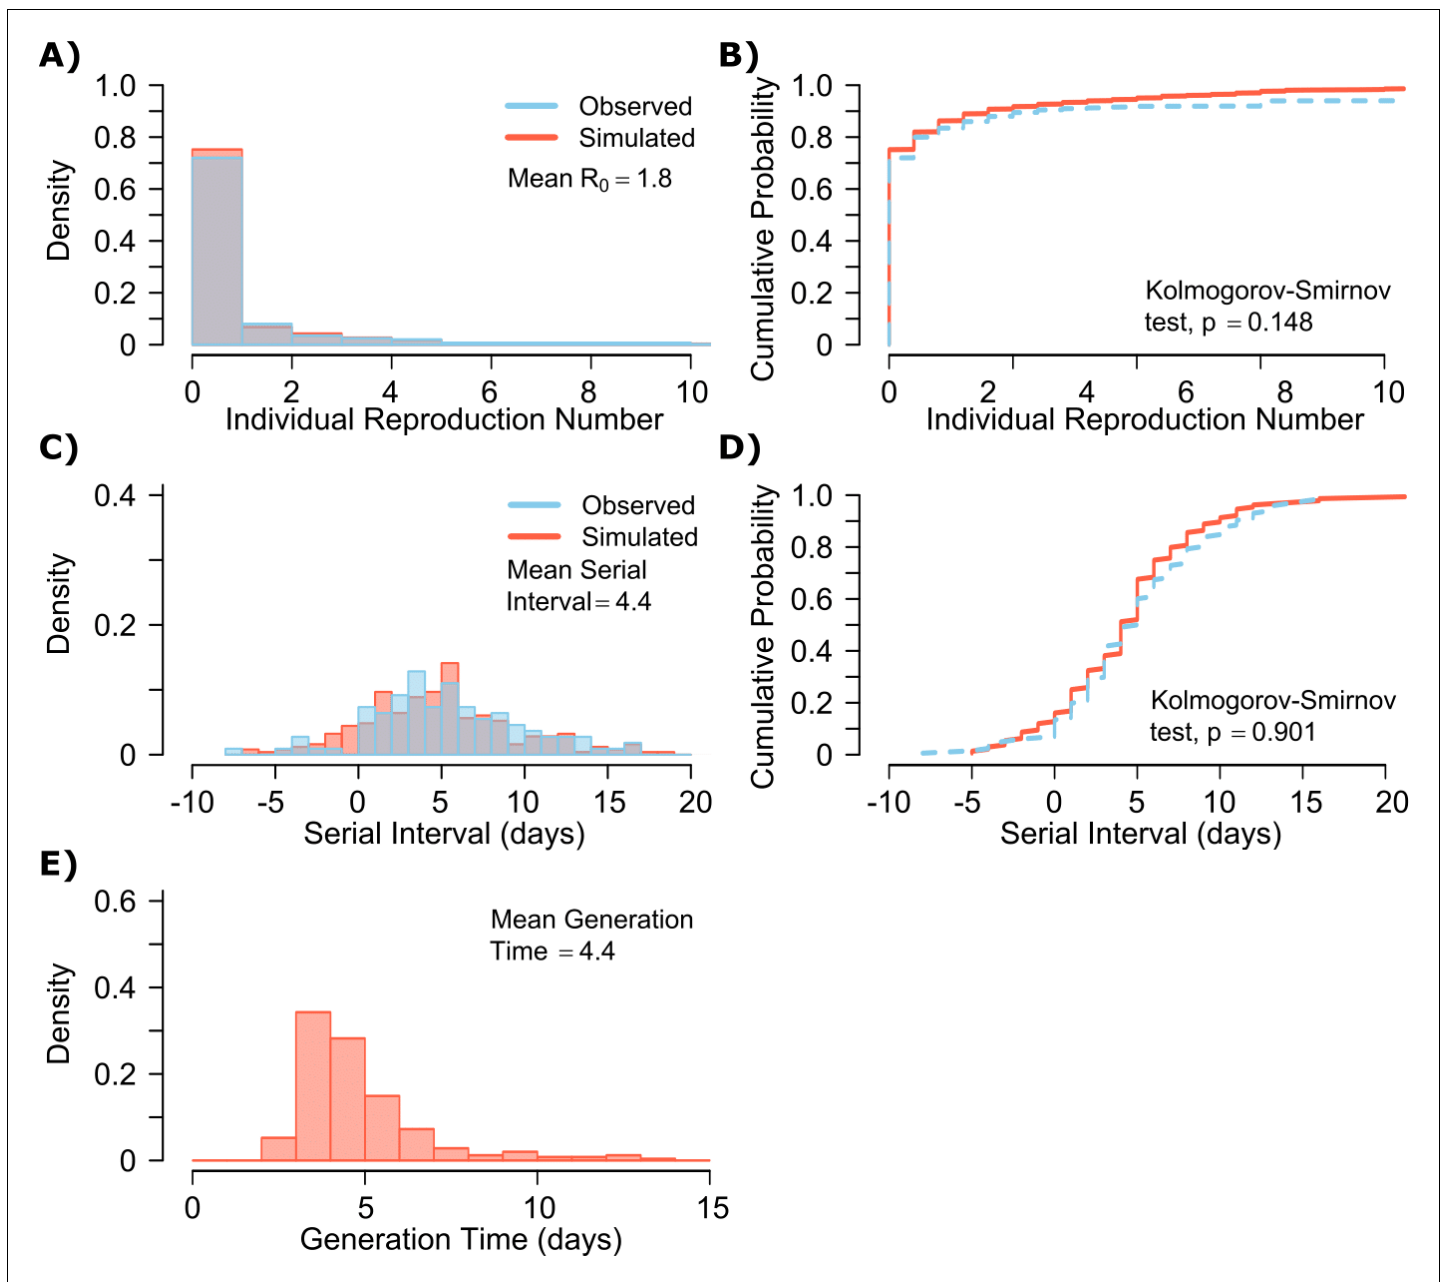 A)
1.0
0.8
0.6
0.4
0.2
0
Density
Observed
Simulated
Mean R₀ = 1.8
0 2 4 6 8 10
Individual Reproduction Number
B)
1.0
0.8
0.6
0.4
0.2
0
Cumulative Probability
Kolmogorov-Smirnov
test, p = 0.148
0 2 4 6 8 10
Individual Reproduction Number
C)
0.4
0.2
0
Density
Observed
Simulated
Mean Serial
Interval = 4.4
-10 -5 0 5 10 15 20
Serial Interval (days)
D)
1.0
0.8
0.6
0.4
0.2
0
Cumulative Probability
Kolmogorov-Smirnov
test, p = 0.901
-10 -5 0 5 10 15 20
Serial Interval (days)
E)
0.6
0.4
0.2
0
Density
Mean Generation
Time = 4.4
0 5 10 15
Generation Time (days)